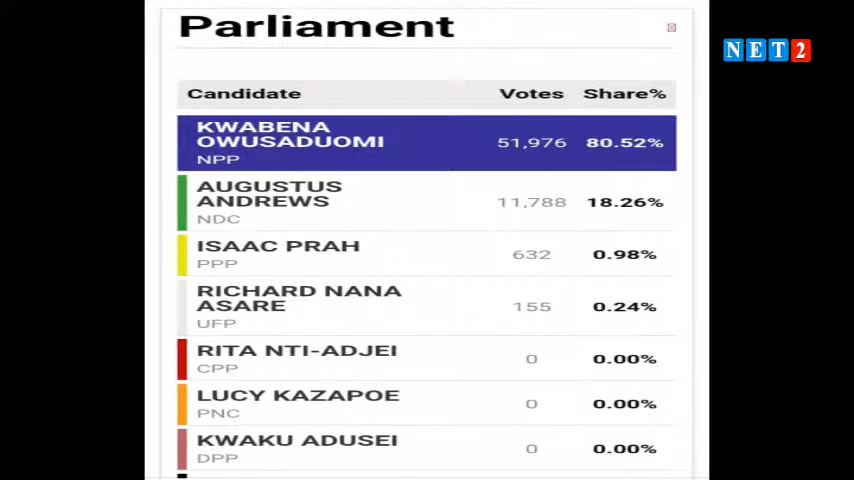 Parliament
NET2
Candidate Votes Share%
KWABENA
OWUSADUOMI 51,976 80.52%
NPP
AUGUSTUS
ANDREWS 11,788 18.26%
NDC
ISAAC PRAH 632 0.98%
PPP
RICHARD NANA
ASARE 155 0.24%
UFP
RITA NTI-ADJEI 0 0.00%
CPP
LUCY KAZAPOE 0 0.00%
PNC
KWAKU ADUSEI 0 0.00%
DPP